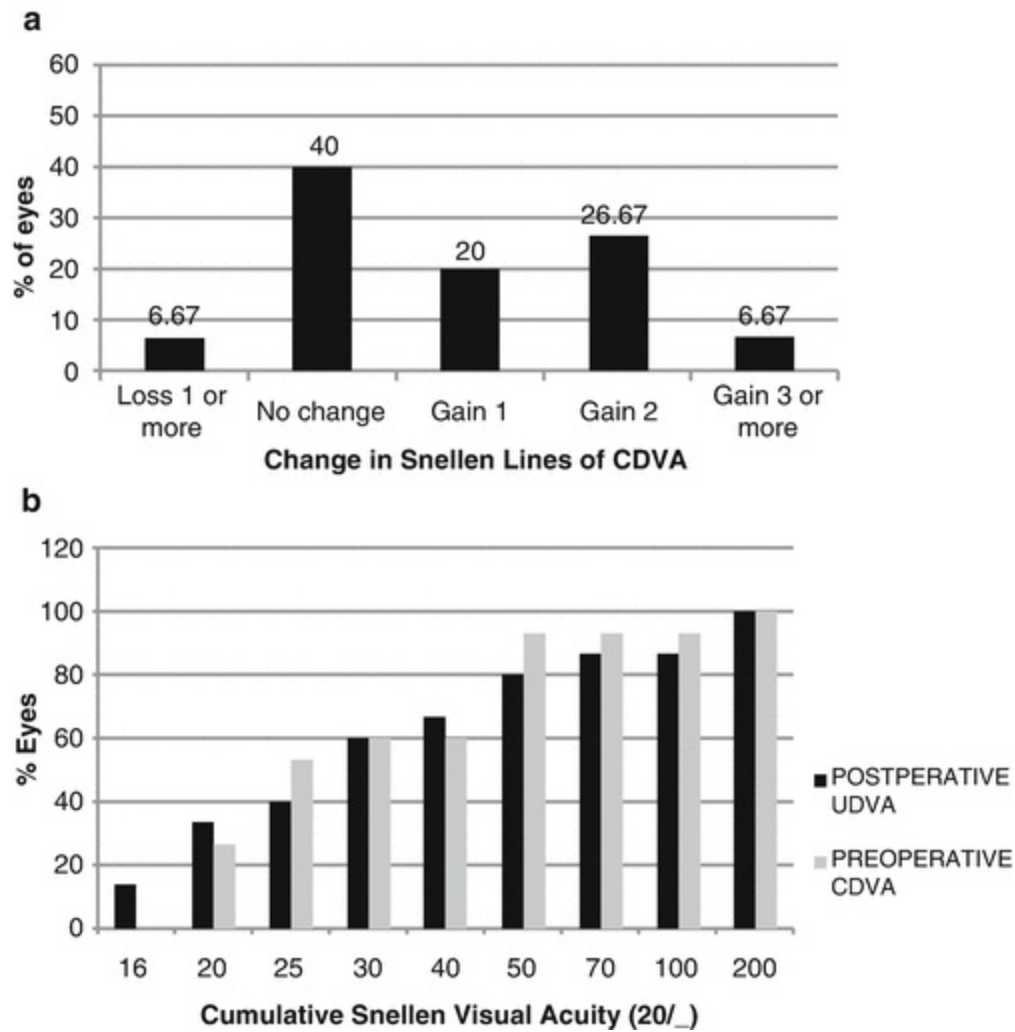 a
60
50
40
30
20
10
0
% of eyes
6.67
40
20
26.67
6.67
Loss 1 or
more
No change
Gain 1
Gain 2
Gain 3 or
more
Change in Snellen Lines of CDVA
b
120
100
80
60
40
20
0
% Eyes
16 20 25 30 40 50 70 100 200
Cumulative Snellen Visual Acuity (20/_)
POSTPERATIVE
UDVA
PREOPERATIVE
CDVA